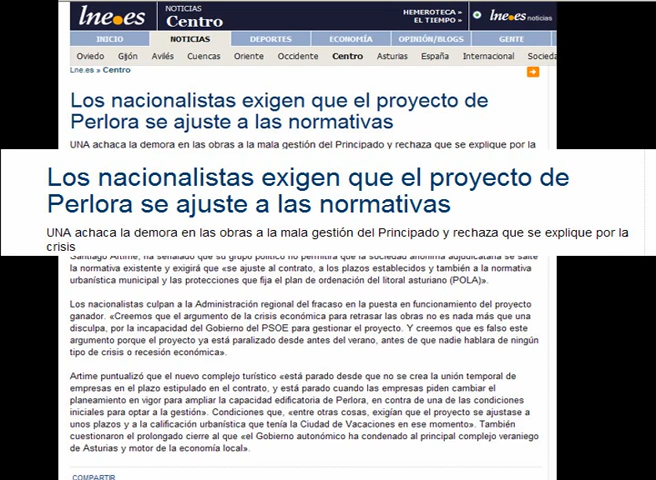 lne.es
NOTICIAS
Centro
HEMEROTECA »
EL TIEMPO »
lne.es noticias
INICIO NOTICIAS DEPORTES ECONOMÍA OPINIÓN/BLOGS GENTE
Oviedo Gijón Avilés Cuencas Oriente Occidente Centro Asturias España Internacional Socieda
Lne.es » Centro
Los nacionalistas exigen que el proyecto de
Perlora se ajuste a las normativas
UNA achaca la demora en las obras a la mala gestión del Principado y rechaza que se explique por la
Los nacionalistas exigen que el proyecto de
Perlora se ajuste a las normativas
UNA achaca la demora en las obras a la mala gestión del Principado y rechaza que se explique por la
crisis
Santiago Artime, ha señalado que su grupo político no permitirá que la sociedad anónima adjudicataria se salte
la normativa existente y exigirá que «se ajuste al contrato, a los plazos establecidos y también a la normativa
urbanística municipal y las protecciones que fija el plan de ordenación del litoral asturiano (POLA)».
Los nacionalistas culpan a la Administración regional del fracaso en la puesta en funcionamiento del proyecto
ganador. «Creemos que el argumento de la crisis económica para retrasar las obras no es nada más que una
disculpa, por la incapacidad del Gobierno del PSOE para gestionar el proyecto. Y creemos que es falso este
argumento porque el proyecto ya está paralizado desde antes del verano, antes de que nadie hablara de ningún
tipo de crisis o recesión económica».
Artime puntualizó que el nuevo complejo turístico «está parado desde que no se crea la unión temporal de
empresas en el plazo estipulado en el contrato, y está parado cuando las empresas piden cambiar el
planeamiento en vigor para ampliar la capacidad edificatoria de Perlora, en contra de una de las condiciones
iniciales para optar a la gestión». Condiciones que, «entre otras cosas, exigían que el proyecto se ajustase a
unos plazos y a la calificación urbanística que tenía la Ciudad de Vacaciones en ese momento». También
cuestionaron el prolongado cierre al que «el Gobierno autonómico ha condenado al principal complejo veraniego
de Asturias y motor de la economía local».
COMPARTIR